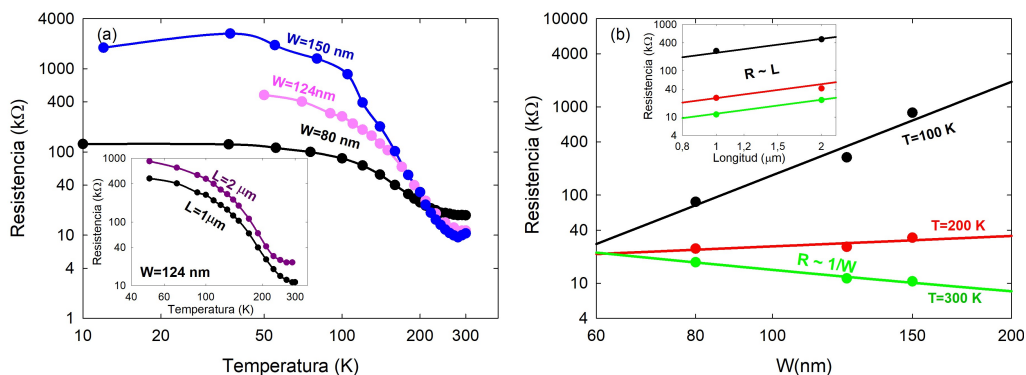 (a)
Resistencia (kΩ)
4000
1000
400
100
40
10
4
1
W=150 nm
W=124nm
W=80 nm
Resistencia (kΩ)
1000
400
100
40
10
L=2 μm
L=1μm
W=124 nm
40
60
100
200
300
Temperatura (K)
10
50
100
200
300
Temperatura (K)
(b)
Resistencia (kΩ)
10000
4000
1000
400
100
40
10
4
Resistencia (kΩ)
1000
400
100
40
10
4
R ~ L
0,8
1
1,2
1,5
2
Longitud (μm)
T=100 K
T=200 K
R ~ 1/W
T=300 K
60
80
100
150
200
W(nm)